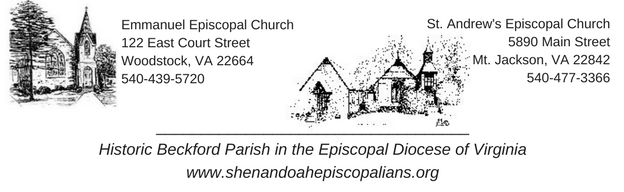 Emmanuel Episcopal Church
122 East Court Street
Woodstock, VA 22664
540-439-5720
St. Andrew's Episcopal Church
5890 Main Street
Mt. Jackson, VA 22842
540-477-3366
Historic Beckford Parish in the Episcopal Diocese of Virginia
www.shenandoahepiscopalians.org